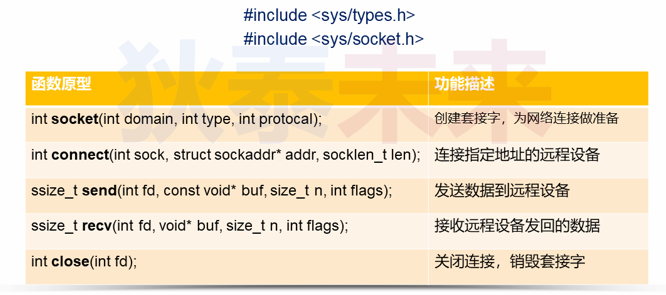 #include <sys/types.h>
#include <sys/socket.h>
狄泰未来
函数原型 功能描述
int socket(int domain, int type, int protocal); 创建套接字，为网络连接做准备
int connect(int sock, struct sockaddr* addr, socklen_t len); 连接指定地址的远程设备
ssize_t send(int fd, const void* buf, size_t n, int flags); 发送数据到远程设备
ssize_t recv(int fd, void* buf, size_t n, int flags); 接收远程设备发回的数据
int close(int fd); 关闭连接，销毁套接字